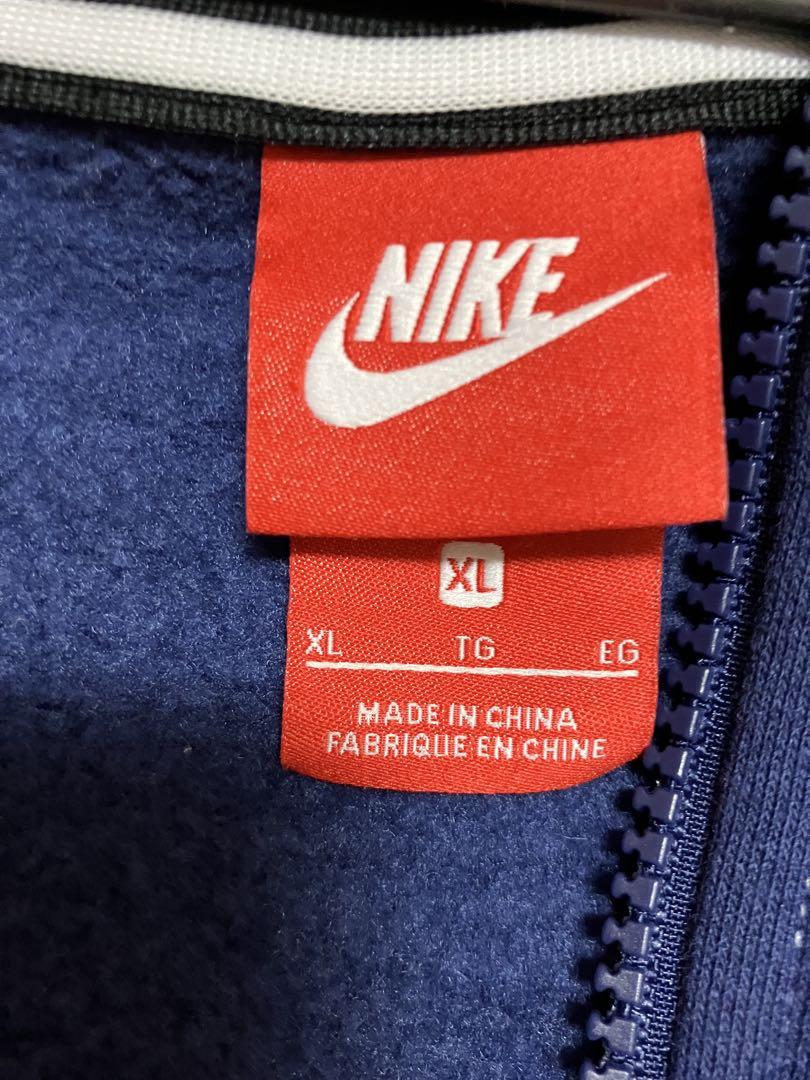 NIKE
XL
XL TG EG
MADE IN CHINA
FABRIQUE EN CHINE